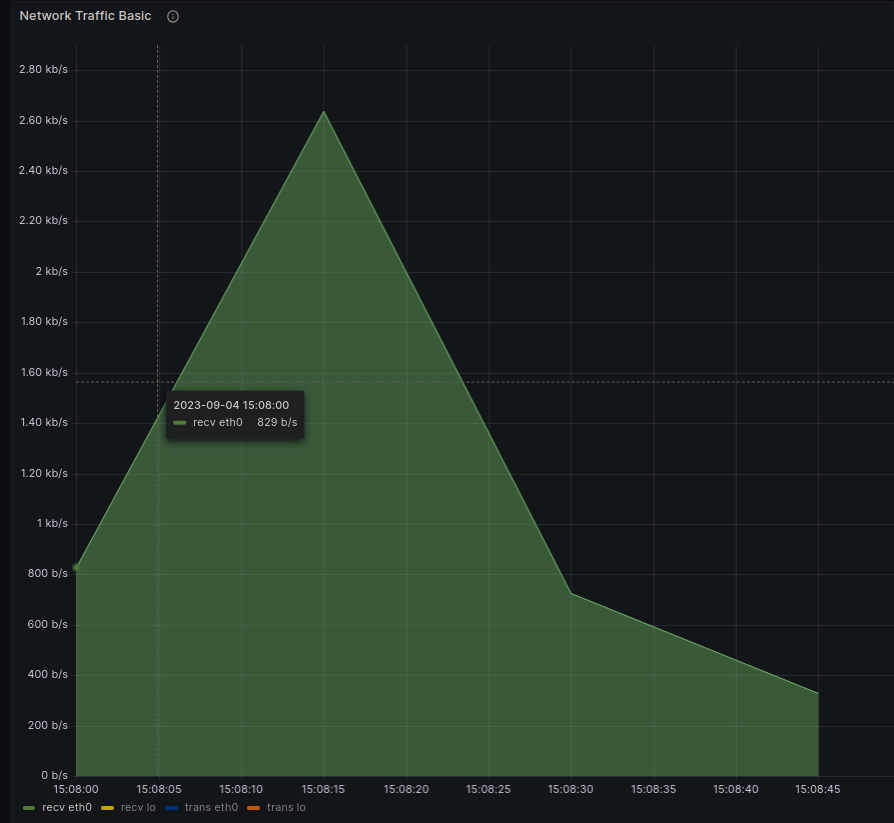 Network Traffic Basic
2.80 kb/s
2.60 kb/s
2.40 kb/s
2.20 kb/s
2 kb/s
1.80 kb/s
1.60 kb/s
1.40 kb/s
1.20 kb/s
1 kb/s
800 b/s
600 b/s
400 b/s
200 b/s
0 b/s
2023-09-04 15:08:00
recv eth0 829 b/s
15:08:00 15:08:05 15:08:10 15:08:15 15:08:20 15:08:25 15:08:30 15:08:35 15:08:40 15:08:45
recv eth0 recv lo trans eth0 trans lo